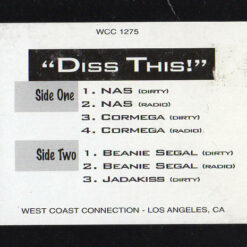 WCC 1275
"DISS THIS!"
Side One
1. NAS (DIRTY)
2. NAS (RADIO)
3. CORMEGA (DIRTY)
4. CORMEGA (RADIO).
Side Two
1. BEANIE SEGAL (DIRTY)
2. BEANIE SEGAL (RADIO)
3. JADAKISS (DIRTY)
WEST COAST CONNECTION - LOS ANGELES, CA